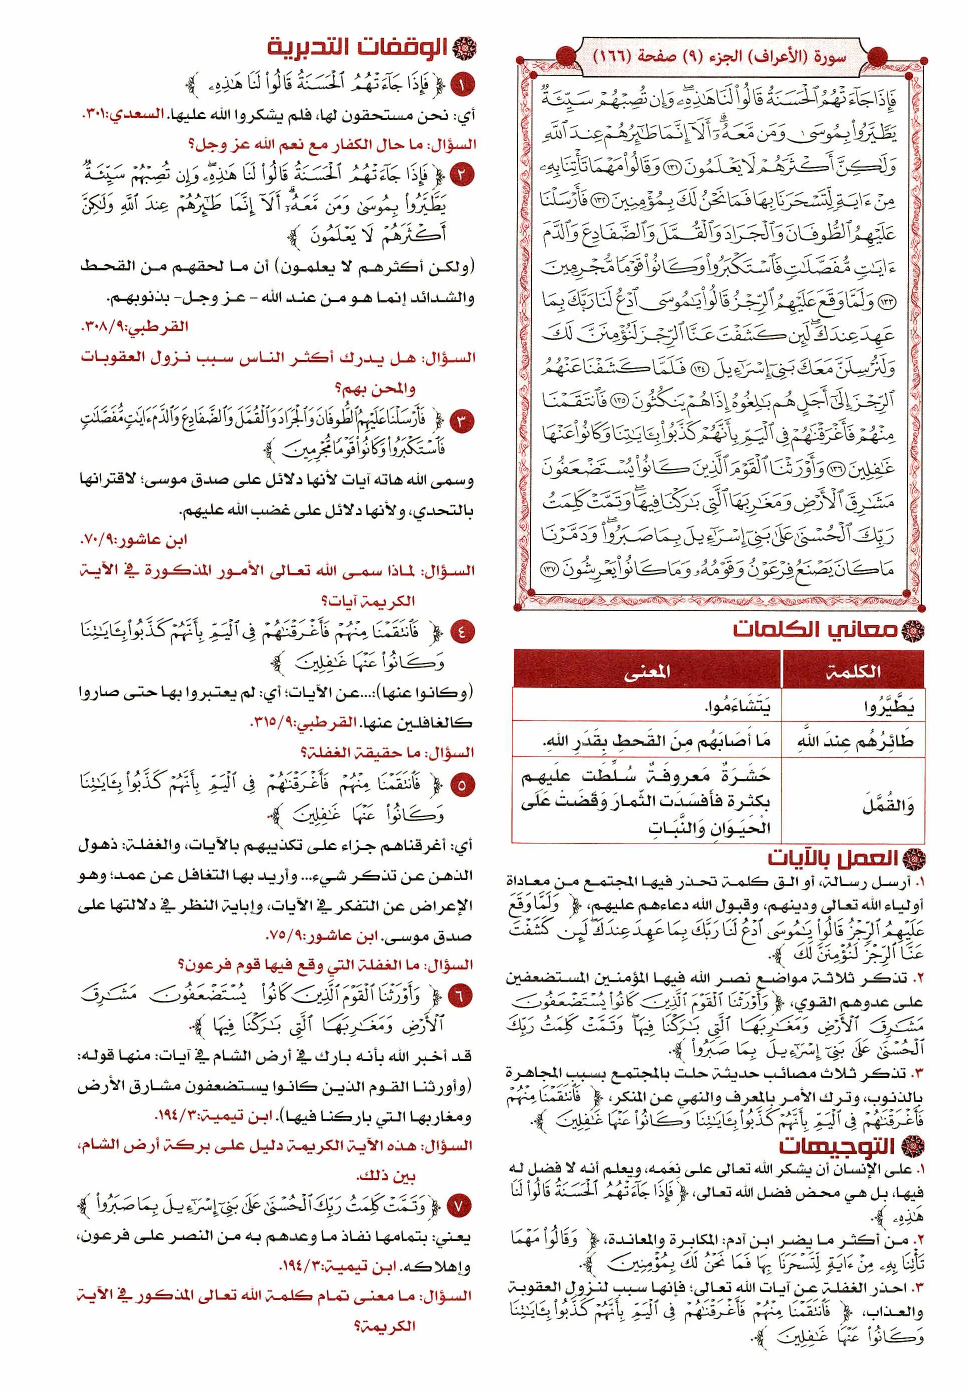 سورة (الأعراف) الجزء (٩) صفحة (١٦٦)
فَإِذَا جَآءَتْهُمُ ٱلْحَسَنَةُ قَالُوا۟ لَنَا هَٰذِهِۦ ۖ وَإِن تُصِبْهُمْ سَيِّئَةٌ
يَطَّيَّرُوا۟ بِمُوسَىٰ وَمَن مَّعَهُۥٓ ۗ أَلَآ إِنَّمَا طَٰٓئِرُهُمْ عِندَ ٱللَّهِ
وَلَٰكِنَّ أَكْثَرَهُمْ لَا يَعْلَمُونَ ١٣١ وَقَالُوا۟ مَهْمَا تَأْتِنَا بِهِۦ
مِنْ ءَايَةٍ لِّتَسْحَرَنَا بِهَا فَمَا نَحْنُ لَكَ بِمُؤْمِنِينَ ١٣٢ فَأَرْسَلْنَا
عَلَيْهِمُ ٱلطُّوفَانَ وَٱلْجَرَادَ وَٱلْقُمَّلَ وَٱلضَّفَادِعَ وَٱلدَّمَ
ءَايَٰتٍ مُّفَصَّلَٰتٍ فَٱسْتَكْبَرُوا۟ وَكَانُوا۟ قَوْمًا مُّجْرِمِينَ
١٣٣ وَلَمَّا وَقَعَ عَلَيْهِمُ ٱلرِّجْزُ قَالُوا۟ يَٰمُوسَى ٱدْعُ لَنَا رَبَّكَ بِمَا
عَهِدَ عِندَكَ ۖ لَئِن كَشَفْتَ عَنَّا ٱلرِّجْزَ لَنُؤْمِنَنَّ لَكَ
وَلَنُرْسِلَنَّ مَعَكَ بَنِىٓ إِسْرَٰٓءِيلَ ١٣٤ فَلَمَّا كَشَفْنَا عَنْهُمُ
ٱلرِّجْزَ إِلَىٰٓ أَجَلٍ هُم بَٰلِغُوهُ إِذَا هُمْ يَنكُثُونَ ١٣٥ فَٱنتَقَمْنَا
مِنْهُمْ فَأَغْرَقْنَٰهُمْ فِى ٱلْيَمِّ بِأَنَّهُمْ كَذَّبُوا۟ بِـَٔايَٰتِنَا وَكَانُوا۟ عَنْهَا
غَٰفِلِينَ ١٣٦ وَأَوْرَثْنَا ٱلْقَوْمَ ٱلَّذِينَ كَانُوا۟ يُسْتَضْعَفُونَ
مَشَٰرِقَ ٱلْأَرْضِ وَمَغَٰرِبَهَا ٱلَّتِى بَٰرَكْنَا فِيهَا ۖ وَتَمَّتْ كَلِمَتُ
رَبِّكَ ٱلْحُسْنَىٰ عَلَىٰ بَنِىٓ إِسْرَٰٓءِيلَ بِمَا صَبَرُوا۟ ۖ وَدَمَّرْنَا
مَا كَانَ يَصْنَعُ فِرْعَوْنُ وَقَوْمُهُۥ وَمَا كَانُوا۟ يَعْرِشُونَ ١٣٧
معاني الكلمات
الكلمة المعنى
يَطَّيَّرُوا يَتَشَاءَمُوا.
طَائِرُهُم عِندَ اللَّهِ مَا أَصَابَهُم مِنَ القَحطِ بِقَدَرِ اللهِ.
وَالقُمَّلَ حَشَرَةٌ مَعروفَةٌ سُلِّطَت عليهم
بكثرة فأفسَدَت الثِّمارَ وَقَضَتْ عَلَى
الْحَيَوانِ وَالنَّبَاتِ
العمل بالآيات
١. أرسل رسالة، أو الق كلمة تحذر فيها المجتمع من معاداة
أولياء الله تعالى ودينهم، وقبول الله دعاءهم عليهم، ﴿ وَلَمَّا وَقَعَ
عَلَيْهِمُ ٱلرِّجْزُ قَالُوا۟ يَٰمُوسَى ٱدْعُ لَنَا رَبَّكَ بِمَا عَهِدَ عِندَكَ ۖ لَئِن كَشَفْتَ
عَنَّا ٱلرِّجْزَ لَنُؤْمِنَنَّ لَكَ ﴾.
٢. تذكر ثلاثة مواضع نصر الله فيها المؤمنين المستضعفين
على عدوهم القوي، ﴿ وَأَوْرَثْنَا ٱلْقَوْمَ ٱلَّذِينَ كَانُوا۟ يُسْتَضْعَفُونَ
مَشَٰرِقَ ٱلْأَرْضِ وَمَغَٰرِبَهَا ٱلَّتِى بَٰرَكْنَا فِيهَا ۖ وَتَمَّتْ كَلِمَتُ رَبِّكَ
ٱلْحُسْنَىٰ عَلَىٰ بَنِىٓ إِسْرَٰٓءِيلَ بِمَا صَبَرُوا۟ ﴾.
٣. تذكر ثلاث مصائب حديثة حلت بالمجتمع بسبب المجاهرة
بالذنوب، وترك الأمر بالمعرف والنهي عن المنكر، ﴿ فَٱنتَقَمْنَا مِنْهُمْ
فَأَغْرَقْنَٰهُمْ فِى ٱلْيَمِّ بِأَنَّهُمْ كَذَّبُوا۟ بِـَٔايَٰتِنَا وَكَانُوا۟ عَنْهَا غَٰفِلِينَ ﴾.
التوجيهات
١. على الإنسان أن يشكر الله تعالى على نعَمه، ويعلم أنه لا فضل له
فيها، بل هي محض فضل الله تعالى، ﴿ فَإِذَا جَآءَتْهُمُ ٱلْحَسَنَةُ قَالُوا۟ لَنَا
هَٰذِهِۦ ﴾.
٢. من أكثر ما يضر ابن آدم: المكابرة والمعاندة، ﴿ وَقَالُوا۟ مَهْمَا
تَأْتِنَا بِهِۦ مِنْ ءَايَةٍ لِّتَسْحَرَنَا بِهَا فَمَا نَحْنُ لَكَ بِمُؤْمِنِينَ ﴾.
٣. احذر الغفلة عن آيات الله تعالى؛ فإنها سبب لنزول العقوبة
والعذاب، ﴿ فَٱنتَقَمْنَا مِنْهُمْ فَأَغْرَقْنَٰهُمْ فِى ٱلْيَمِّ بِأَنَّهُمْ كَذَّبُوا۟ بِـَٔايَٰتِنَا
وَكَانُوا۟ عَنْهَا غَٰفِلِينَ ﴾.
الوقفات التدبرية
١ ﴿ فَإِذَا جَآءَتْهُمُ ٱلْحَسَنَةُ قَالُوا۟ لَنَا هَٰذِهِۦ ﴾
أي: نحن مستحقون لها، فلم يشكروا الله عليها. السعدي:٣٠١.
السؤال: ما حال الكفار مع نعم الله عز وجل؟
٢ ﴿ فَإِذَا جَآءَتْهُمُ ٱلْحَسَنَةُ قَالُوا۟ لَنَا هَٰذِهِۦ ۖ وَإِن تُصِبْهُمْ سَيِّئَةٌ
يَطَّيَّرُوا۟ بِمُوسَىٰ وَمَن مَّعَهُۥٓ ۗ أَلَآ إِنَّمَا طَٰٓئِرُهُمْ عِندَ ٱللَّهِ وَلَٰكِنَّ
أَكْثَرَهُمْ لَا يَعْلَمُونَ ﴾
(ولكن أكثرهم لا يعلمون) أن ما لحقهم من القحط
والشدائد إنما هو من عند الله – عز وجل– بذنوبهم.
القرطبي:٣٠٨/٩.
السؤال: هل يدرك أكثر الناس سبب نزول العقوبات
والمحن بهم؟
٣ ﴿ فَأَرْسَلْنَا عَلَيْهِمُ ٱلطُّوفَانَ وَٱلْجَرَادَ وَٱلْقُمَّلَ وَٱلضَّفَادِعَ وَٱلدَّمَ ءَايَٰتٍ مُّفَصَّلَٰتٍ
فَٱسْتَكْبَرُوا۟ وَكَانُوا۟ قَوْمًا مُّجْرِمِينَ ﴾
وسمى الله هاته آيات لأنها دلائل على صدق موسى؛ لاقترانها
بالتحدي، ولأنها دلائل على غضب الله عليهم.
ابن عاشور:٧٠/٩.
السؤال: لماذا سمى الله تعالى الأمور المذكورة في الآية
الكريمة آيات؟
٤ ﴿ فَٱنتَقَمْنَا مِنْهُمْ فَأَغْرَقْنَٰهُمْ فِى ٱلْيَمِّ بِأَنَّهُمْ كَذَّبُوا۟ بِـَٔايَٰتِنَا
وَكَانُوا۟ عَنْهَا غَٰفِلِينَ ﴾
(وكانوا عنها):...عن الآيات؛ أي: لم يعتبروا بها حتى صاروا
كالغافلين عنها. القرطبي:٣١٥/٩.
السؤال: ما حقيقة الغفلة؟
٥ ﴿ فَٱنتَقَمْنَا مِنْهُمْ فَأَغْرَقْنَٰهُمْ فِى ٱلْيَمِّ بِأَنَّهُمْ كَذَّبُوا۟ بِـَٔايَٰتِنَا
وَكَانُوا۟ عَنْهَا غَٰفِلِينَ ﴾
أي: أغرقناهم جزاء على تكذيبهم بالآيات، والغفلة: ذهول
الذهن عن تذكر شيء... وأريد بها التغافل عن عمد؛ وهو
الإعراض عن التفكر في الآيات، وإباية النظر في دلالتها على
صدق موسى. ابن عاشور:٧٥/٩.
السؤال: ما الغفلة التي وقع فيها قوم فرعون؟
٦ ﴿ وَأَوْرَثْنَا ٱلْقَوْمَ ٱلَّذِينَ كَانُوا۟ يُسْتَضْعَفُونَ مَشَٰرِقَ
ٱلْأَرْضِ وَمَغَٰرِبَهَا ٱلَّتِى بَٰرَكْنَا فِيهَا ﴾.
قد أخبر الله بأنه بارك في أرض الشام في آيات: منها قوله:
(وأورثنا القوم الذين كانوا يستضعفون مشارق الأرض
ومغاربها التي باركنا فيها). ابن تيمية:١٩٤/٣.
السؤال: هذه الآية الكريمة دليل على بركة أرض الشام،
بين ذلك.
٧ ﴿ وَتَمَّتْ كَلِمَتُ رَبِّكَ ٱلْحُسْنَىٰ عَلَىٰ بَنِىٓ إِسْرَٰٓءِيلَ بِمَا صَبَرُوا۟ ﴾
يعني: بتمامها نفاذ ما وعدهم به من النصر على فرعون،
وإهلاكه. ابن تيمية:١٩٤/٣.
السؤال: ما معنى تمام كلمة الله تعالى المذكور في الآية
الكريمة؟